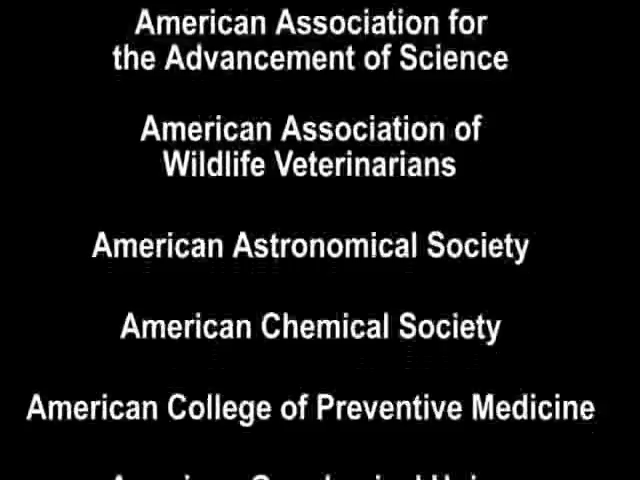 American Association for
the Advancement of Science
American Association of
Wildlife Veterinarians
American Astronomical Society
American Chemical Society
American College of Preventive Medicine
American